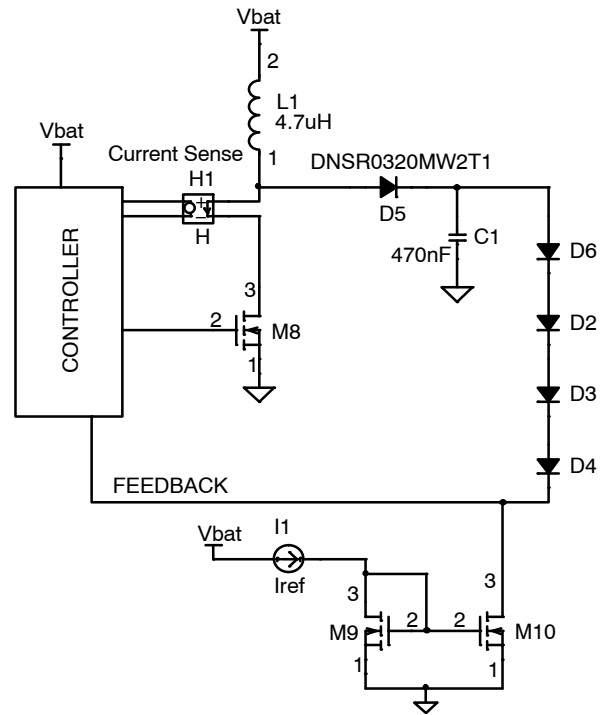 Vbat
2
L1
4.7uH
1
Vbat
Current Sense
H1
+
–
H
DNSR0320MW2T1
D5
C1
470nF
D6
D2
D3
D4
CONTROLLER
3
2
M8
1
FEEDBACK
Vbat
I1
Iref
3
3
M9
2
2
M10
1
1